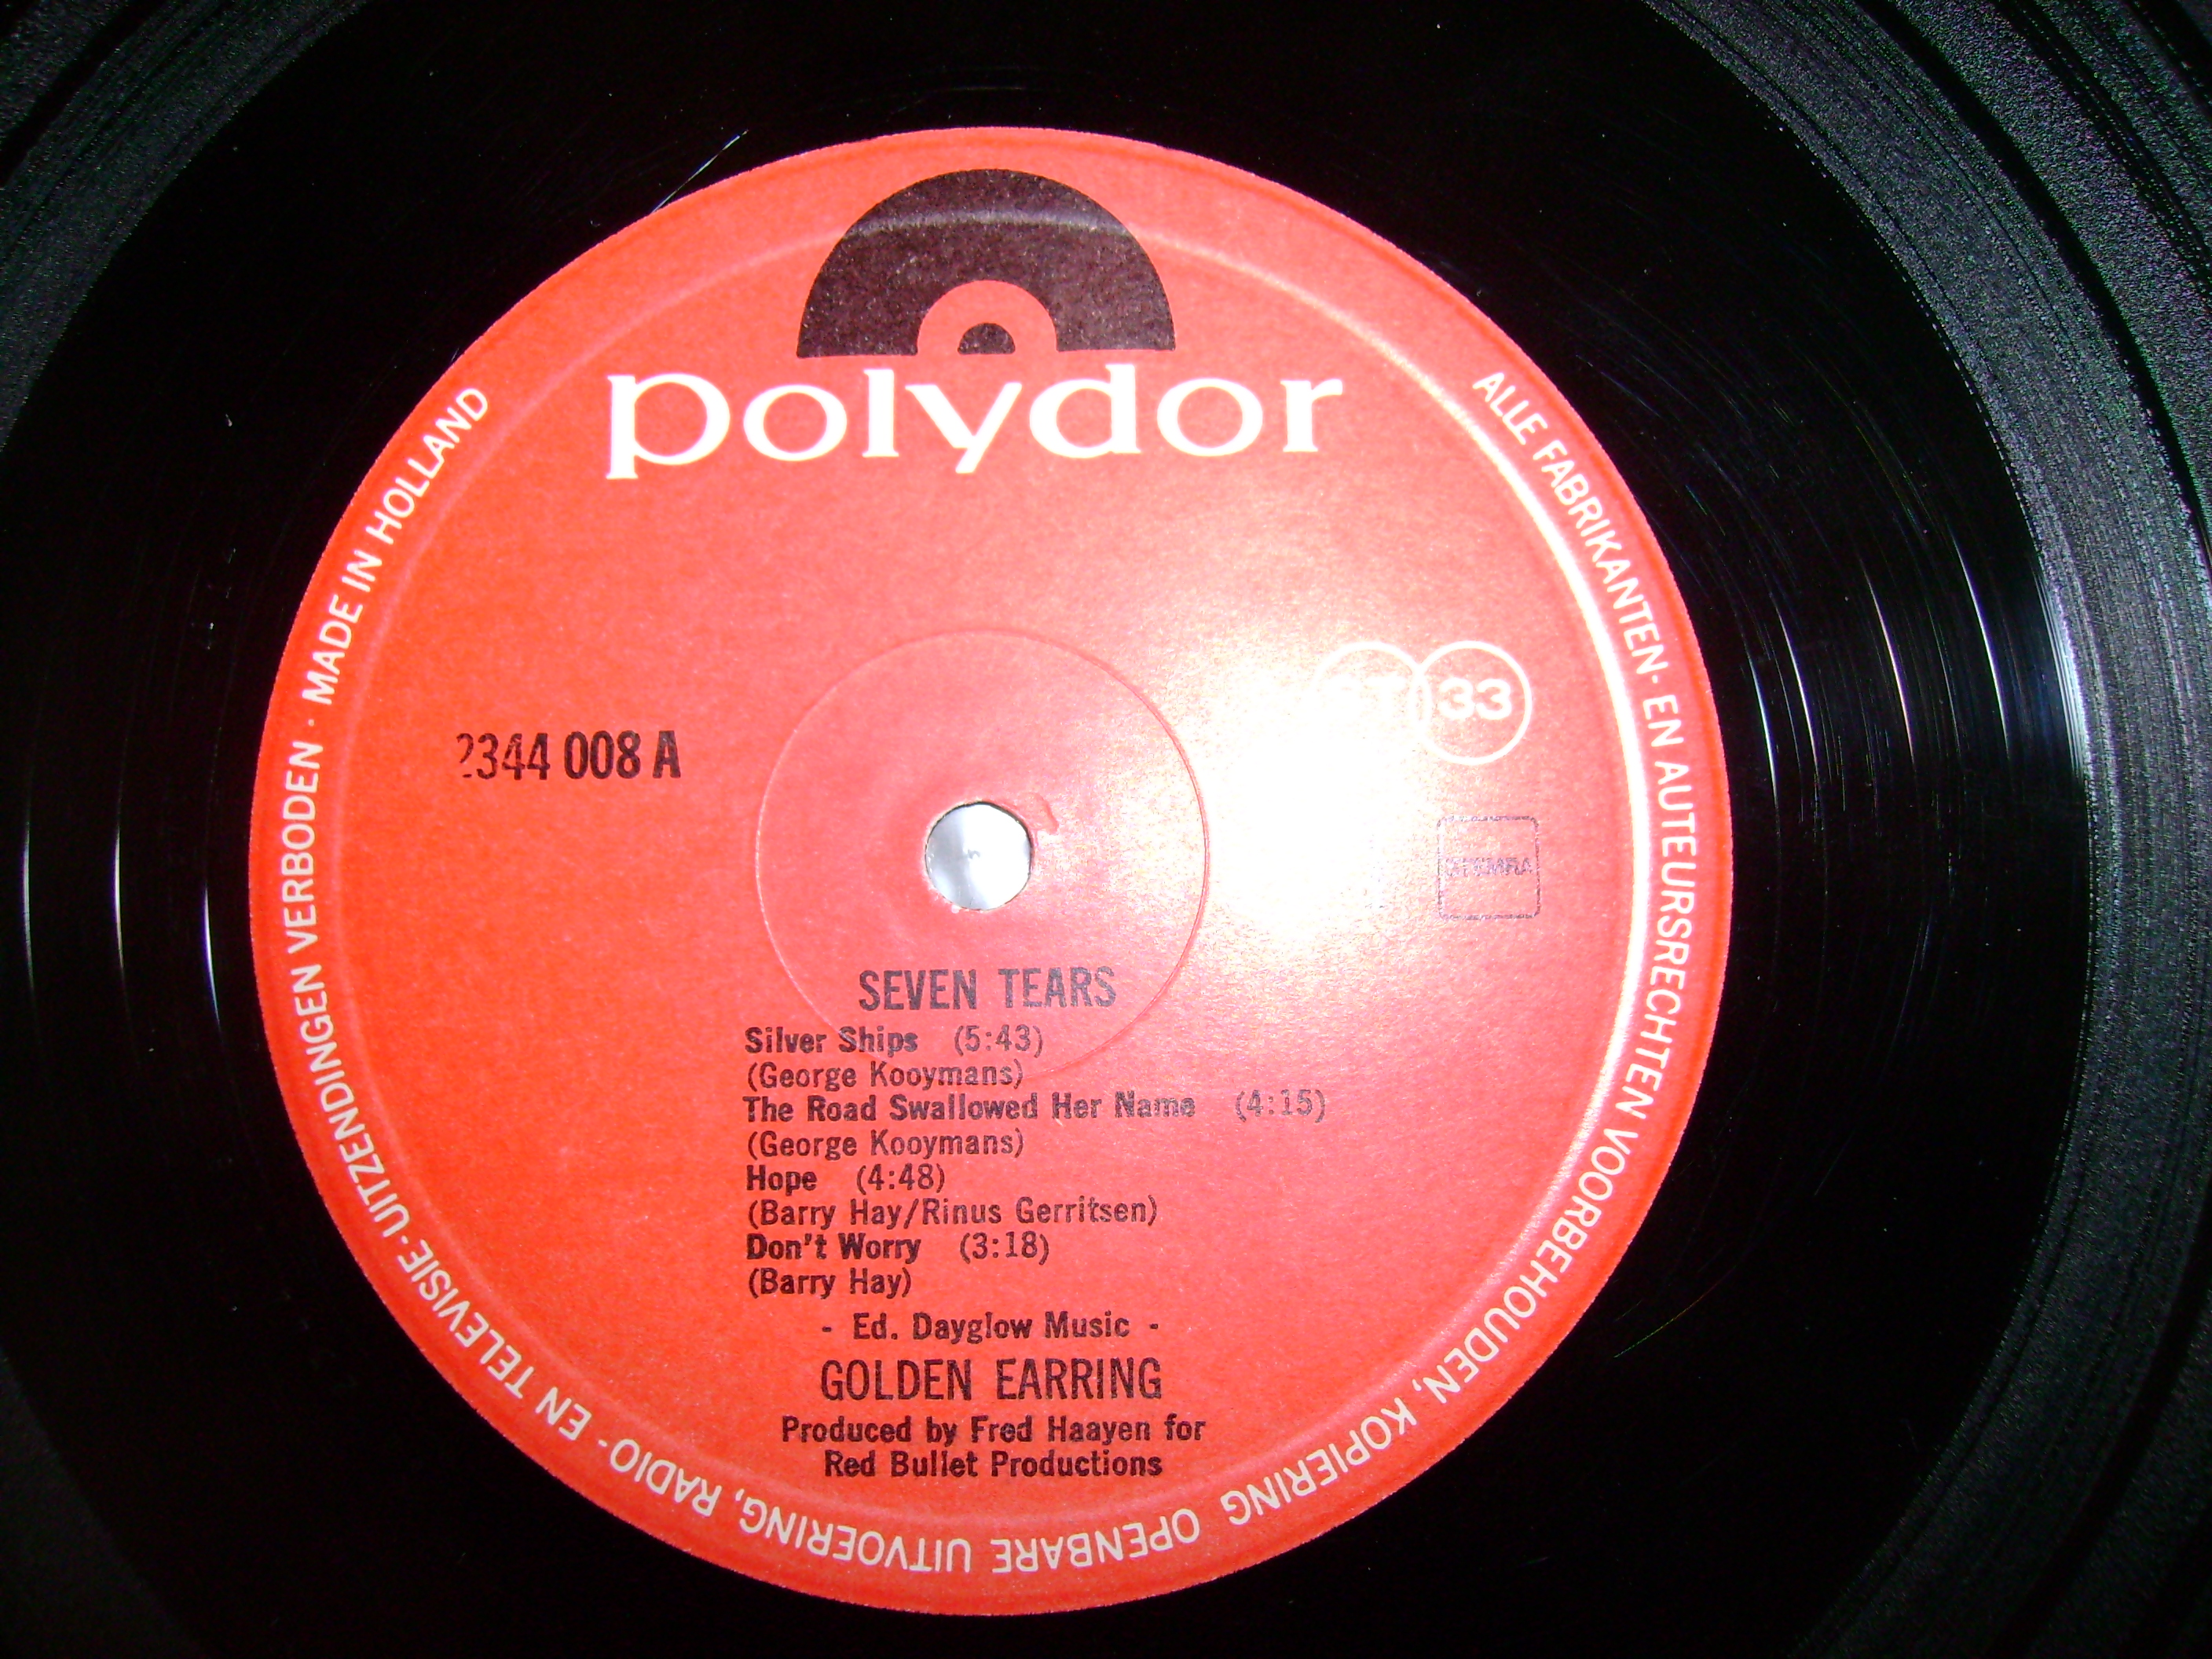 polydor
ALLE FABRIKANTEN- EN AUTEURSRECHTEN VOORBEHOUDEN, KOPIERING OPENBARE UITVOERING, RADIO- EN TELEVISIE-UITZENDINGEN VERBODEN · MADE IN HOLLAND
33
2344 008 A
STEMRA
SEVEN TEARS
Silver Ships (5:43)
(George Kooymans)
The Road Swallowed Her Name (4:15)
(George Kooymans)
Hope (4:48)
(Barry Hay/Rinus Gerritsen)
Don't Worry (3:18)
(Barry Hay)
- Ed. Dayglow Music -
GOLDEN EARRING
Produced by Fred Haayen for
Red Bullet Productions